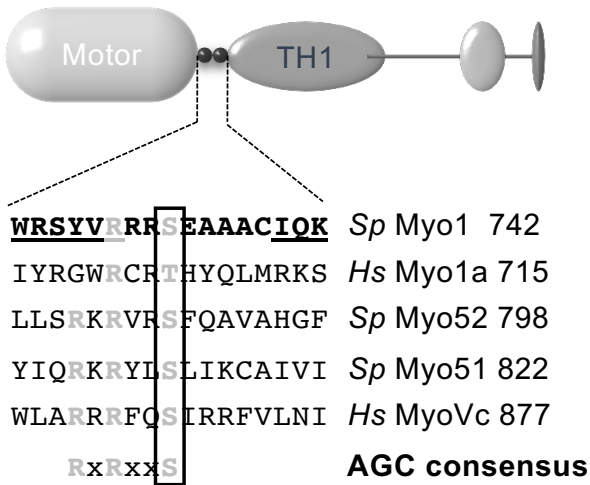 Motor TH1
WRSYVRRRSEAAACIQK Sp Myo1 742
IYRGWRCRTHYQLMRKS Hs Myo1a 715
LLSRKRVRSFQAVAHGF Sp Myo52 798
YIQRKRYLSLIKCAIVI Sp Myo51 822
WLARRRFQSIRRFVLNI Hs MyoVc 877
RxRxxS AGC consensus